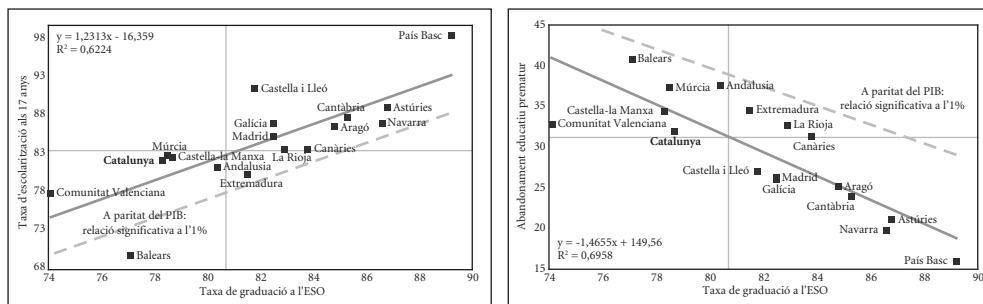 98
93
88
83
78
73
68
Taxa d'escolarització als 17 anys
y = 1,2313x - 16,359
R² = 0,6224
País Basc
Castella i Lleó
Cantàbria
Astúries
Galícia
Aragó
Navarra
Madrid
Múrcia
La Rioja
Canàries
Catalunya
Castella-la Manxa
Andalusia
Extremadura
Comunitat Valenciana
A paritat del PIB:
relació significativa a l'1%
Balears
74 76 78 80 82 84 86 88 90
Taxa de graduació a l'ESO
45
40
35
30
25
20
15
Abandonament educatiu prematur
Balears
Múrcia
Andalusia
A paritat del PIB:
relació significativa a l'1%
Castella-la Manxa
Extremadura
Comunitat Valenciana
La Rioja
Catalunya
Canàries
Castella i Lleó
Madrid
Galícia
Aragó
Cantàbria
Astúries
Navarra
y = -1,4655x + 149,56
R² = 0,6958
País Basc
74 76 78 80 82 84 86 88 90
Taxa de graduació a l'ESO